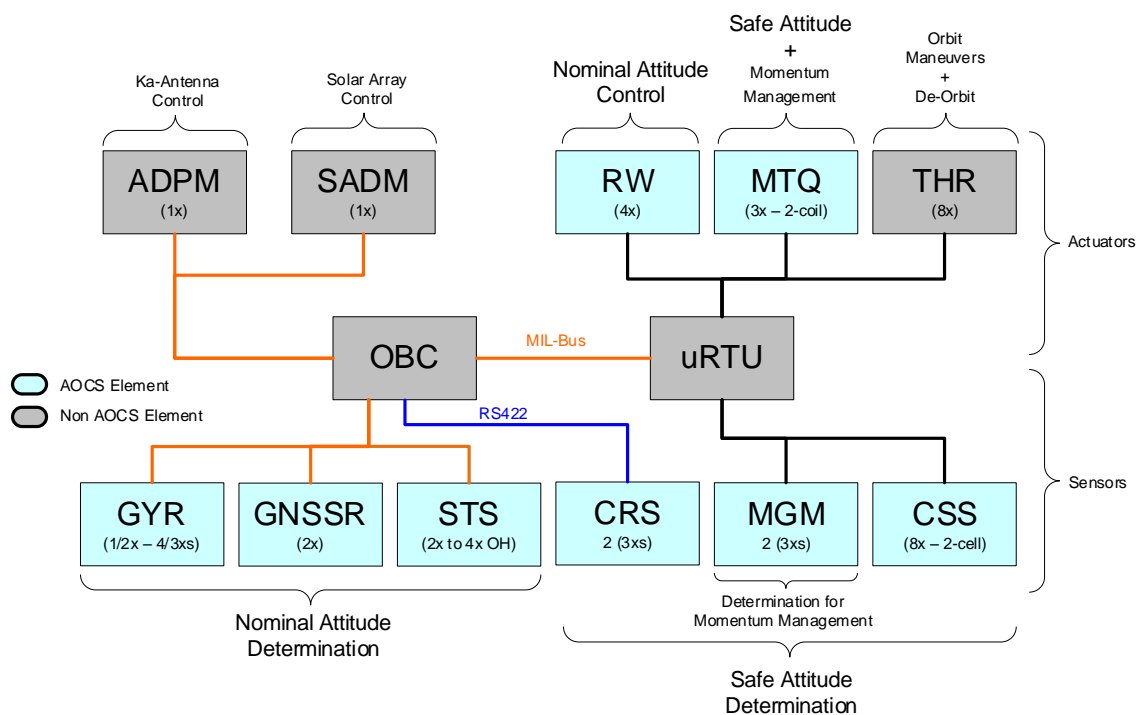 Safe Attitude
+
Momentum
Management
Orbit
Maneuvers
+
De-Orbit
Nominal Attitude
Control
Ka-Antenna
Control
Solar Array
Control
ADPM
(1x)
SADM
(1x)
RW
(4x)
MTQ
(3x – 2-coil)
THR
(8x)
Actuators
OBC
MIL-Bus
uRTU
AOCS Element
Non AOCS Element
RS422
Sensors
GYR
(1/2x – 4/3xs)
GNSSR
(2x)
STS
(2x to 4x OH)
CRS
2 (3xs)
MGM
2 (3xs)
CSS
(8x – 2-cell)
Nominal Attitude
Determination
Determination for
Momentum Management
Safe Attitude
Determination